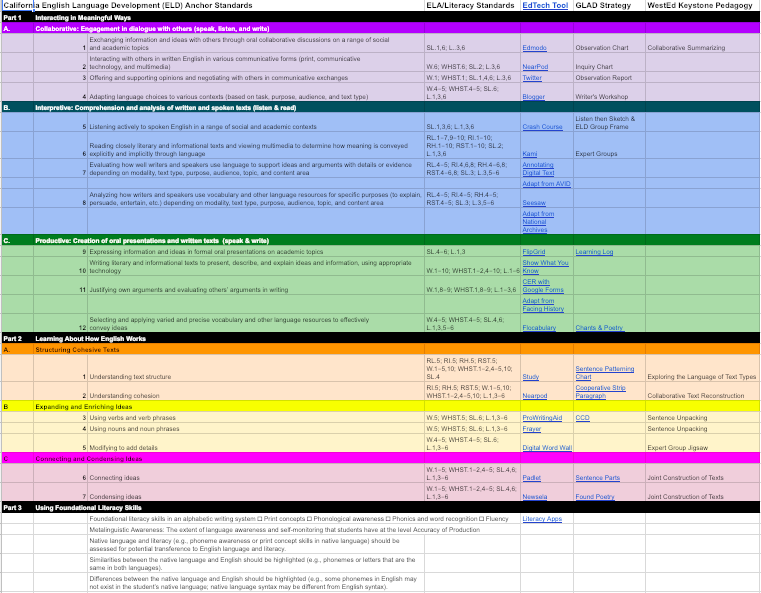 California English Language Development (ELD) Anchor Standards ELA/Literacy Standards EdTech Tool GLAD Strategy WestEd Keystone Pedagogy
Part 1 Interacting in Meaningful Ways
A. Collaborative: Engagement in dialogue with others (speak, listen, and write)
Exchanging information and ideas with others through oral collaborative discussions on a range of social
1 and academic topics SL.1,6; L.,3,6 Edmodo Observation Chart Collaborative Summarizing
Interacting with others in written English in various communicative forms (print, communicative
2 technology, and multimedia) W.6; WHST.6; SL.2; L.,3,6 NearPod Inquiry Chart
3 Offering and supporting opinions and negotiating with others in communicative exchanges W.1; WHST.1; SL.1,4,6; L.3,6 Twitter Observation Report
W.4–5; WHST.4–5; SL.6;
4 Adapting language choices to various contexts (based on task, purpose, audience, and text type) L.1,3,6 Blogger Writer's Workshop
B. Interpretive: Comprehension and analysis of written and spoken texts (listen & read)
Listen then Sketch &
5 Listening actively to spoken English in a range of social and academic contexts SL.1,3,6; L.1,3,6 Crash Course ELD Group Frame
RL.1–7,9–10; RI.1–10;
Reading closely literary and informational texts and viewing multimedia to determine how meaning is conveyed RH.1–10; RST.1–10; SL.2;
6 explicitly and implicitly through language L.1,3,6 Kami Expert Groups
Evaluating how well writers and speakers use language to support ideas and arguments with details or evidence RL.4–5; RI.4,6,8; RH.4–6,8; Annotating
7 depending on modality, text type, purpose, audience, topic, and content area RST.4–6,8; SL.3; L.3,5–6 Digital Text
Adapt from AVID
Analyzing how writers and speakers use vocabulary and other language resources for specific purposes (to explain, RL.4–5; RI.4–5; RH.4–5;
8 persuade, entertain, etc.) depending on modality, text type, purpose, audience, topic, and content area RST.4–5; SL.3; L.3,5–6 Seesaw
Adapt from
National
Archives
C. Productive: Creation of oral presentations and written texts (speak & write)
9 Expressing information and ideas in formal oral presentations on academic topics SL.4–6; L.1,3 FlipGrid Learning Log
Writing literary and informational texts to present, describe, and explain ideas and information, using appropriate Show What You
10 technology W.1–10; WHST.1–2,4–10; L.1–6 Know
CER with
11 Justifying own arguments and evaluating others' arguments in writing W.1,8–9; WHST.1,8–9; L.1–3,6 Google Forms
Adapt from
Facing History
Selecting and applying varied and precise vocabulary and other language resources to effectively W.4–5; WHST.4–5; SL.4,6;
12 convey ideas L.1,3,5–6 Flocabulary Chants & Poetry
Part 2 Learning About How English Works
A. Structuring Cohesive Texts
RL.5; RI.5; RH.5; RST.5;
W.1–5,10; WHST.1–2,4–5,10; Sentence Patterning
1 Understanding text structure SL.4 Study Chart Exploring the Language of Text Types
RI.5; RH.5; RST.5; W.1–5,10; Cooperative Strip
2 Understanding cohesion WHST.1–2,4–5,10; L.1,3–6 Nearpod Paragraph Collaborative Text Reconstruction
B Expanding and Enriching Ideas
3 Using verbs and verb phrases W.5; WHST.5; SL.6; L.1,3–6 ProWritingAid CCD Sentence Unpacking
4 Using nouns and noun phrases W.5; WHST.5; SL.6; L.1,3–6 Frayer Sentence Unpacking
W.4–5; WHST.4–5; SL.6;
5 Modifying to add details L.1,3–6 Digital Word Wall Expert Group Jigsaw
C Connecting and Condensing Ideas
W.1–5; WHST.1–2,4–5; SL.4,6;
6 Connecting ideas L.1,3–6 Padlet Sentence Parts Joint Construction of Texts
W.1–5; WHST.1–2,4–5; SL.4,6;
7 Condensing ideas L.1,3–6 Newsela Found Poetry Joint Construction of Texts
Part 3 Using Foundational Literacy Skills
Foundational literacy skills in an alphabetic writing system ☐ Print concepts ☐ Phonological awareness ☐ Phonics and word recognition ☐ Fluency Literacy Apps
Metalinguistic Awareness: The extent of language awareness and self-monitoring that students have at the level Accuracy of Production
Native language and literacy (e.g., phoneme awareness or print concept skills in native language) should be
assessed for potential transference to English language and literacy.
Similarities between the native language and English should be highlighted (e.g., phonemes or letters that are the
same in both languages).
Differences between the native language and English should be highlighted (e.g., some phonemes in English may
not exist in the student's native language; native language syntax may be different from English syntax).